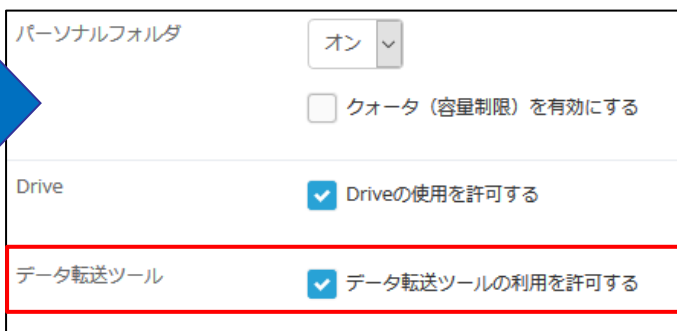 パーソナルフォルダ オン
クォータ（容量制限）を有効にする
Drive Driveの使用を許可する
データ転送ツール データ転送ツールの利用を許可する